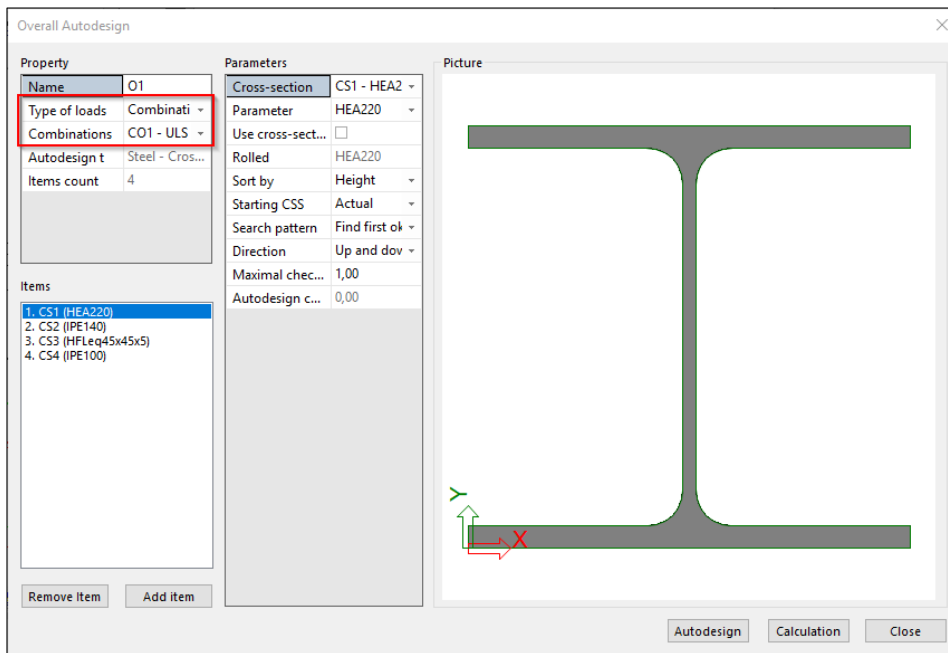 Overall Autodesign
Property
Name O1
Type of loads Combinati
Combinations CO1 - ULS
Autodesign t Steel - Cros...
Items count 4
Items
1. CS1 (HEA220)
2. CS2 (IPE140)
3. CS3 (HFLeq45x45x5)
4. CS4 (IPE100)
Remove Item Add item
Parameters
Cross-section CS1 - HEA2
Parameter HEA220
Use cross-sect...
Rolled HEA220
Sort by Height
Starting CSS Actual
Search pattern Find first ok
Direction Up and dov
Maximal chec... 1,00
Autodesign c... 0,00
Picture
Y
X
Autodesign Calculation Close